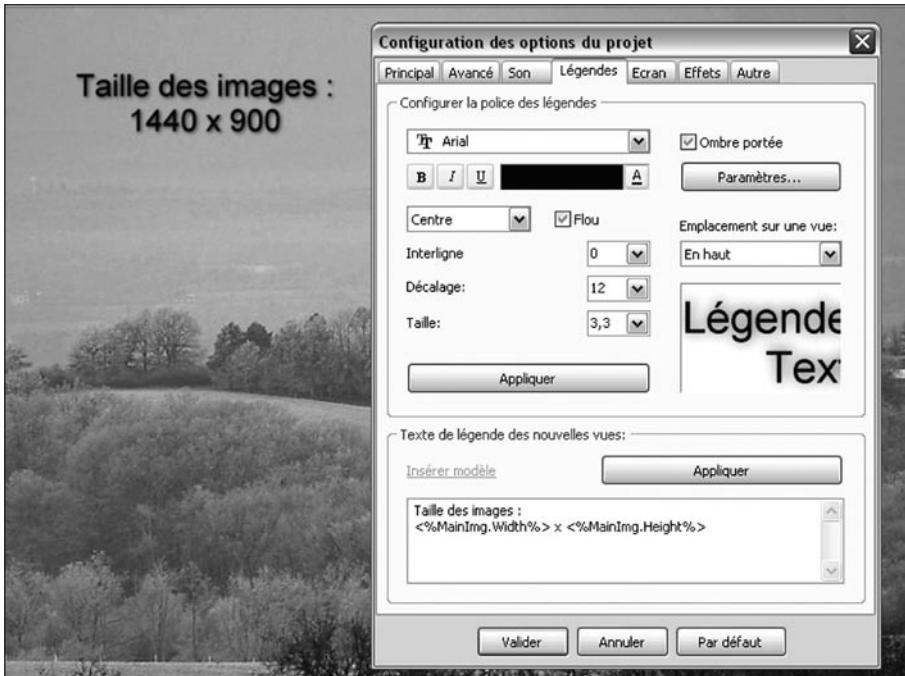 Taille des images :
1440 x 900
Configuration des options du projet
Principal Avancé Son Légendes Ecran Effets Autre
Configurer la police des légendes
Arial
Ombre portée
B I U A
Paramètres...
Centre
Flou
Emplacement sur une vue:
Interligne
0
En haut
Décalage:
12
Taille:
3,3
Légende
Tex
Appliquer
Texte de légende des nouvelles vues:
Insérer modèle
Appliquer
Taille des images :
<%MainImg.Width%> x <%MainImg.Height%>
Valider Annuler Par défaut